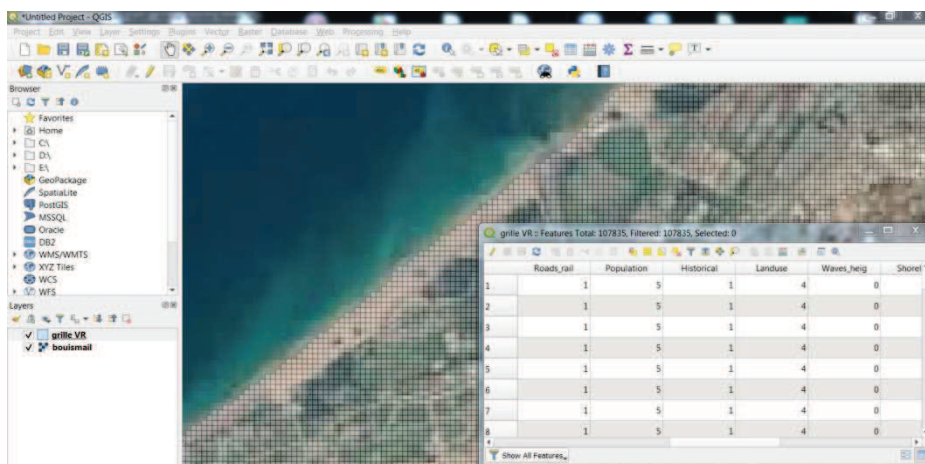 *Untitled Project - QGIS
Project Edit View Layer Settings Plugins Vector Raster Database Web Processing Help
Browser
Favorites
Home
C:\
D:\
E:\
GeoPackage
SpatiaLite
PostGIS
MSSQL
Oracle
DB2
WMS/WMTS
XYZ Tiles
WCS
WFS
Layers
grille VR
bouismail
grille VR :: Features Total: 107835, Filtered: 107835, Selected: 0
Roads_rail Population Historical Landuse Waves_heig Shorel
1 1 5 1 4 0
2 1 5 1 4 0
3 1 5 1 4 0
4 1 5 1 4 0
5 1 5 1 4 0
6 1 5 1 4 0
7 1 5 1 4 0
8 1 5 1 4 0
Show All Features